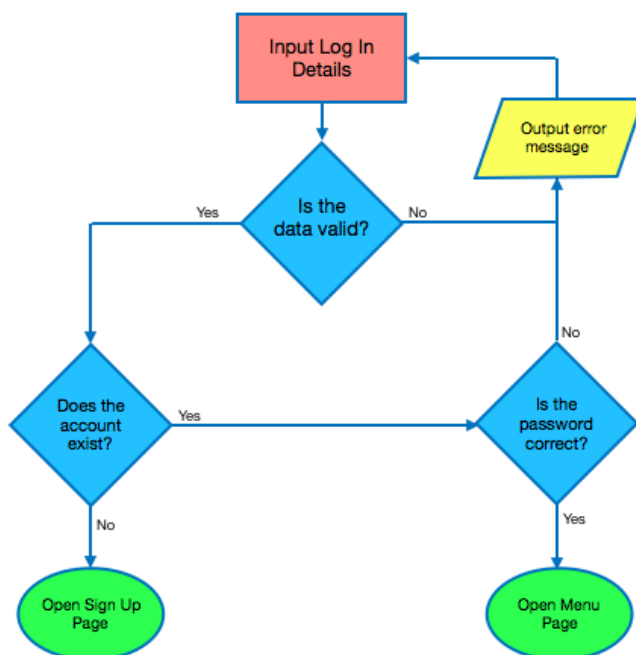 Input Log In
Details
Output error
message
Is the
data valid?
Yes
No
No
Does the
account
exist?
Yes
Is the
password
correct?
No
Yes
Open Sign Up
Page
Open Menu
Page